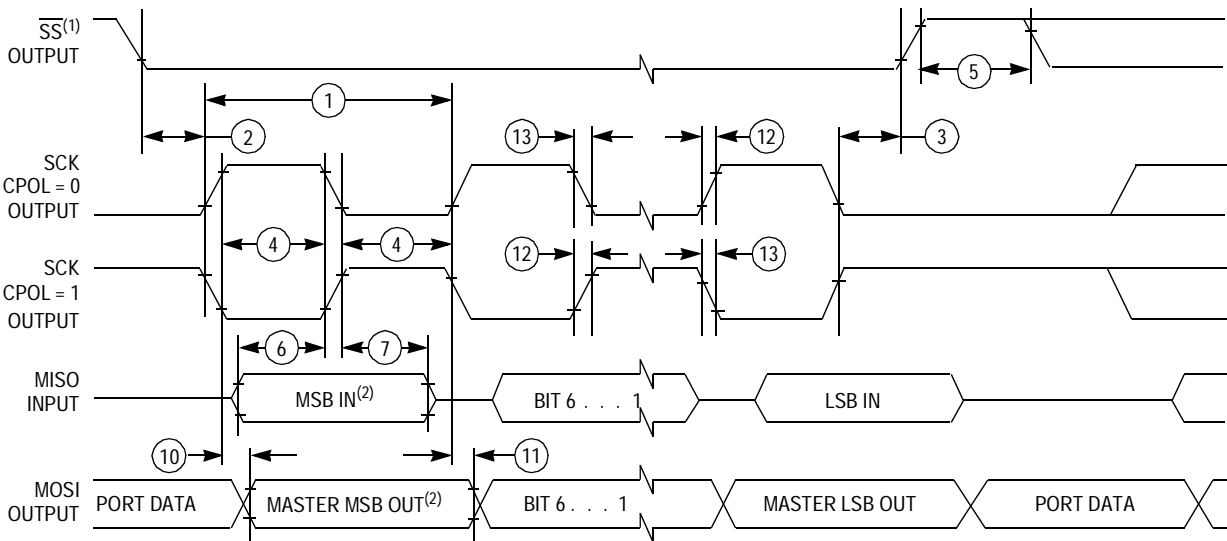 SS(1)
OUTPUT
5
1
2
13
12
3
SCK
CPOL = 0
OUTPUT
4
4
12
13
SCK
CPOL = 1
OUTPUT
6
7
MISO
INPUT
MSB IN(2)
BIT 6 . . . 1
LSB IN
10
11
MOSI
OUTPUT
PORT DATA
MASTER MSB OUT(2)
BIT 6 . . . 1
MASTER LSB OUT
PORT DATA